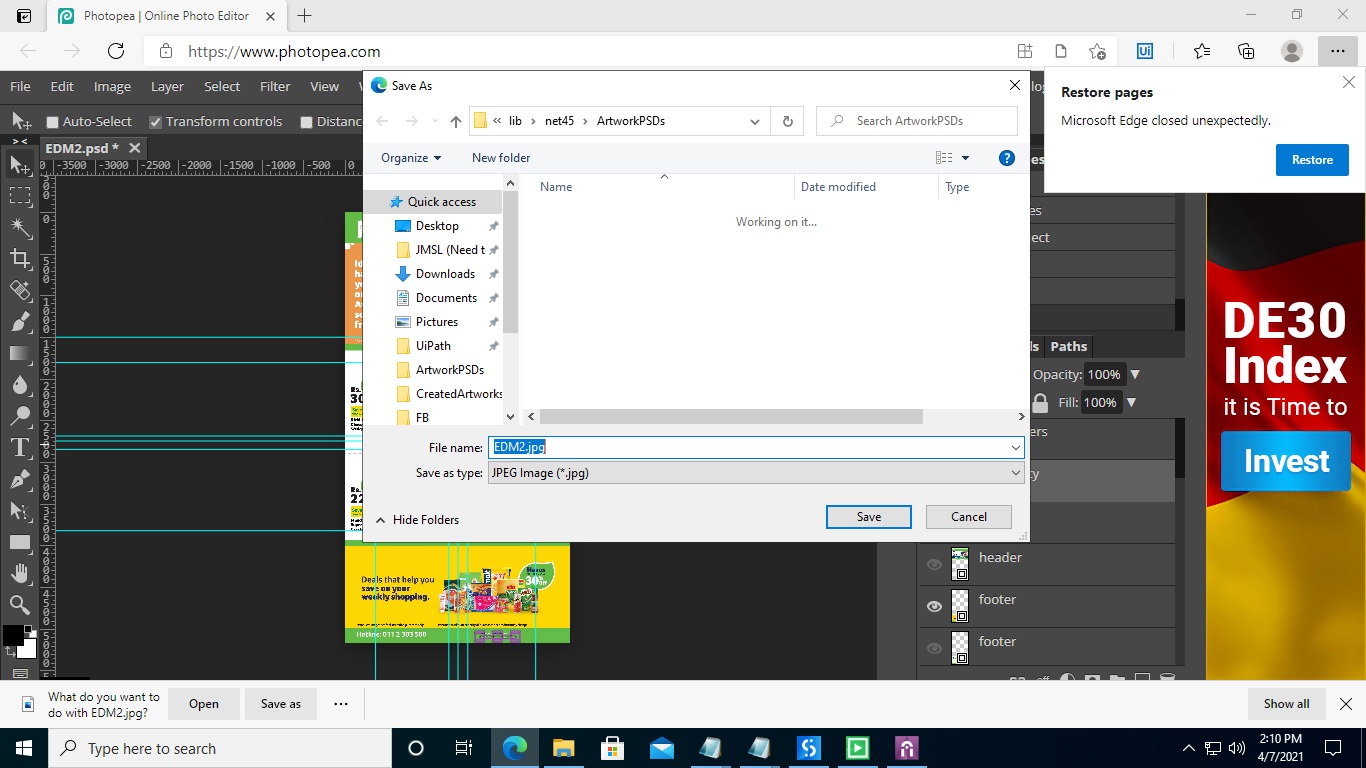 Photopea | Online Photo Editor
https://www.photopea.com
Ui
File Edit Image Layer Select Filter View
Auto-Select Transform controls Distanc
EDM2.psd *
-3500 -3000 -2500 -2000 -1500 -1000 -500 0
Save As
lib net45 ArtworkPSDs
Search ArtworkPSDs
Organize New folder
Name Date modified Type
Working on it...
Quick access
Desktop
JMSL (Need t
Downloads
Documents
Pictures
UiPath
ArtworkPSDs
CreatedArtworks
FB
File name: EDM2.jpg
Save as type: JPEG Image (*.jpg)
Hide Folders
Save Cancel
Restore pages
Microsoft Edge closed unexpectedly.
Restore
es
ect
ls Paths
Opacity: 100%
Fill: 100%
ers
ty
header
footer
footer
DE30
Index
it is Time to
Invest
Deals that help you
save on your
weekly shopping.
30%
Hotline: 0112 303 500
What do you want to
do with EDM2.jpg?
Open Save as
Show all
Type here to search
2:10 PM
4/7/2021